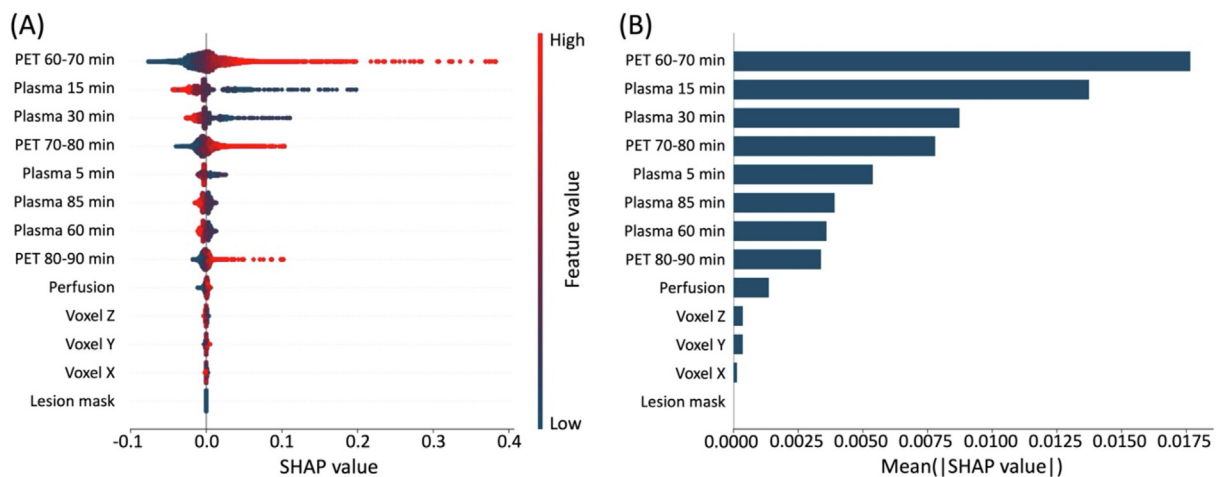 (A)
PET 60-70 min
Plasma 15 min
Plasma 30 min
PET 70-80 min
Plasma 5 min
Plasma 85 min
Plasma 60 min
PET 80-90 min
Perfusion
Voxel Z
Voxel Y
Voxel X
Lesion mask
-0.1 0.0 0.1 0.2 0.3 0.4
SHAP value
High
Feature value
Low
(B)
PET 60-70 min
Plasma 15 min
Plasma 30 min
PET 70-80 min
Plasma 5 min
Plasma 85 min
Plasma 60 min
PET 80-90 min
Perfusion
Voxel Z
Voxel Y
Voxel X
Lesion mask
0.0000 0.0025 0.0050 0.0075 0.0100 0.0125 0.0150 0.0175
Mean(|SHAP value|)